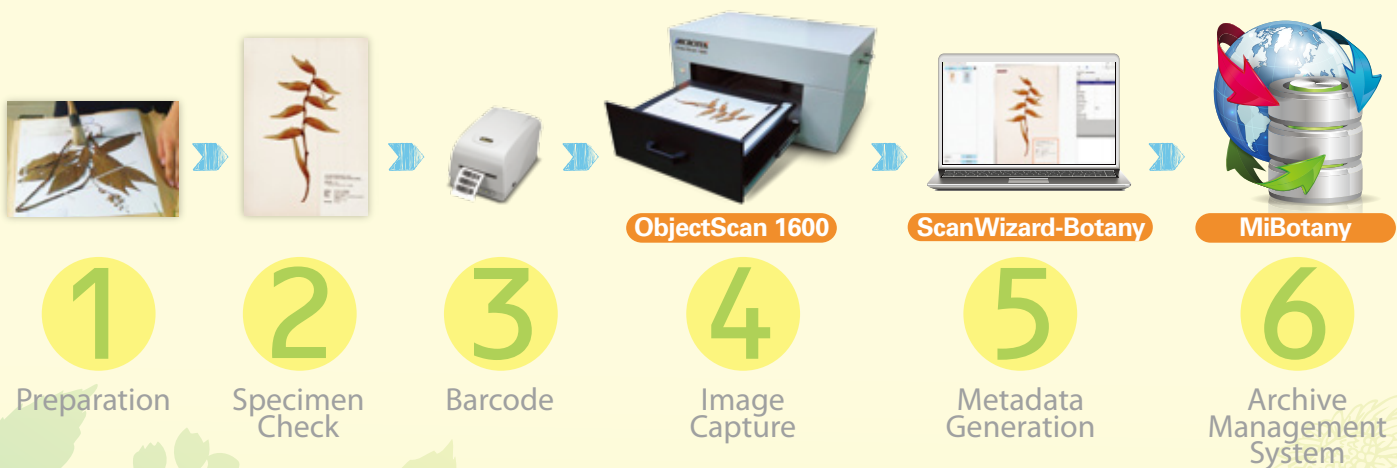 MICROTEK
ObjectScan 1600
ScanWizard-Botany
MiBotany
1
2
3
4
5
6
Preparation
Specimen
Check
Barcode
Image
Capture
Metadata
Generation
Archive
Management
System